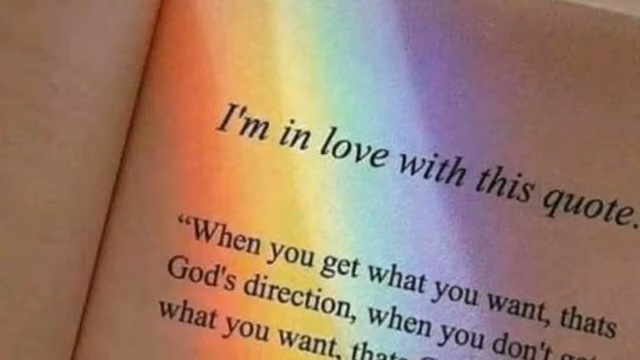 I'm in love with this quote.
“When you get what you want, thats
God's direction, when you don't
what you want, thats